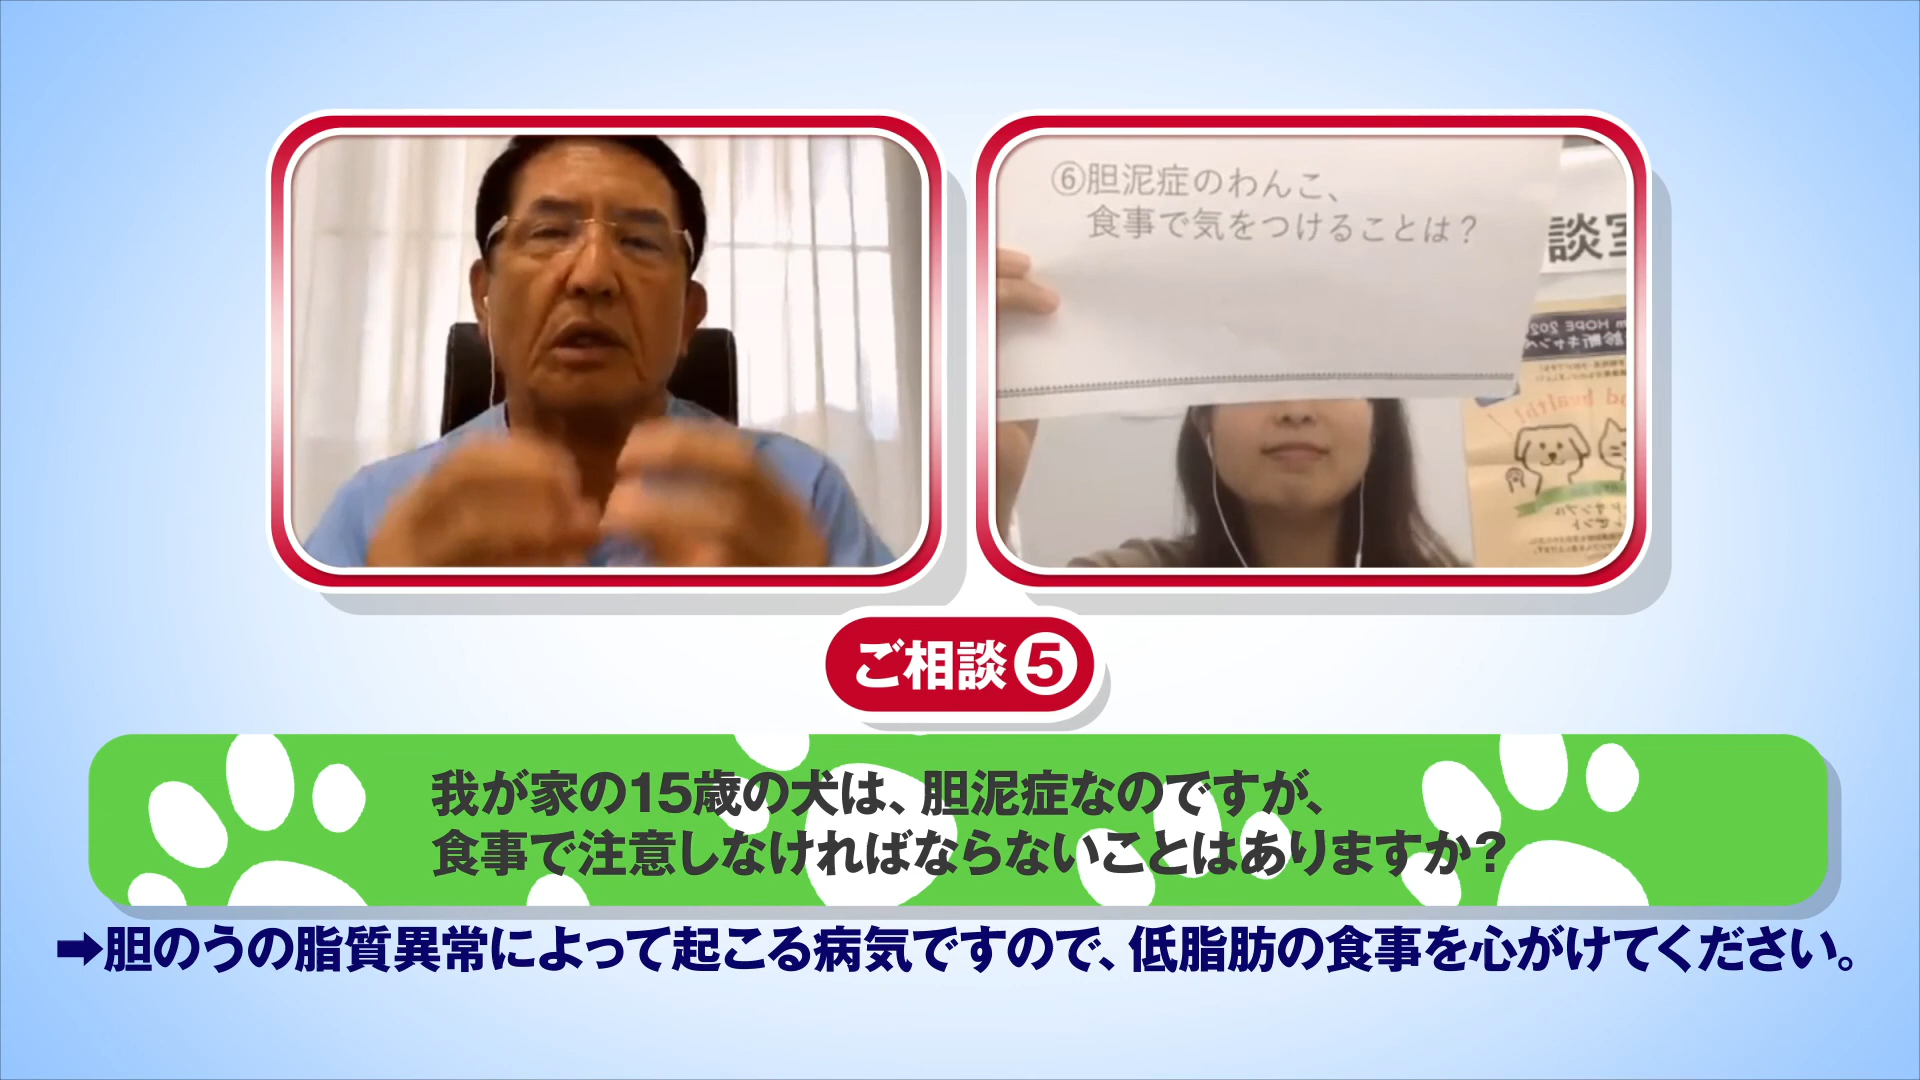 ⑥胆泥症のわんこ、
食事で気をつけることは？
談室
m HOPE 202
d health!
ご相談5
我が家の15歳の犬は、胆泥症なのですが、
食事で注意しなければならないことはありますか？
➡胆のうの脂質異常によって起こる病気ですので、低脂肪の食事を心がけてください。